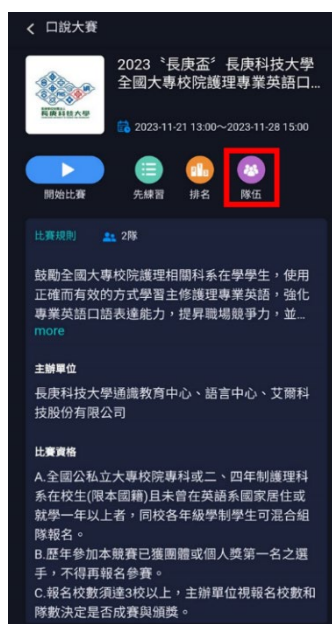 口說大賽
2023〝長庚盃〞長庚科技大學
全國大專校院護理專業英語口...
長庚科技大學
2023-11-21 13:00～2023-11-28 15:00
開始比賽
先練習
排名
隊伍
比賽規則 2隊
鼓勵全國大專校院護理相關科系在學學生，使用
正確而有效的方式學習主修護理專業英語，強化
專業英語口語表達能力，提昇職場競爭力，並...
more
主辦單位
長庚科技大學通識教育中心、語言中心、艾爾科
技股份有限公司
比賽資格
A.全國公私立大專校院專科或二、四年制護理科
系在校生(限本國籍)且未曾在英語系國家居住或
就學一年以上者，同校各年級學制學生可混合組
隊報名。
B.歷年參加本競賽已獲團體或個人獎第一名之選
手，不得再報名參賽。
C.報名校數須達3校以上，主辦單位視報名校數和
隊數決定是否成賽與頒獎。